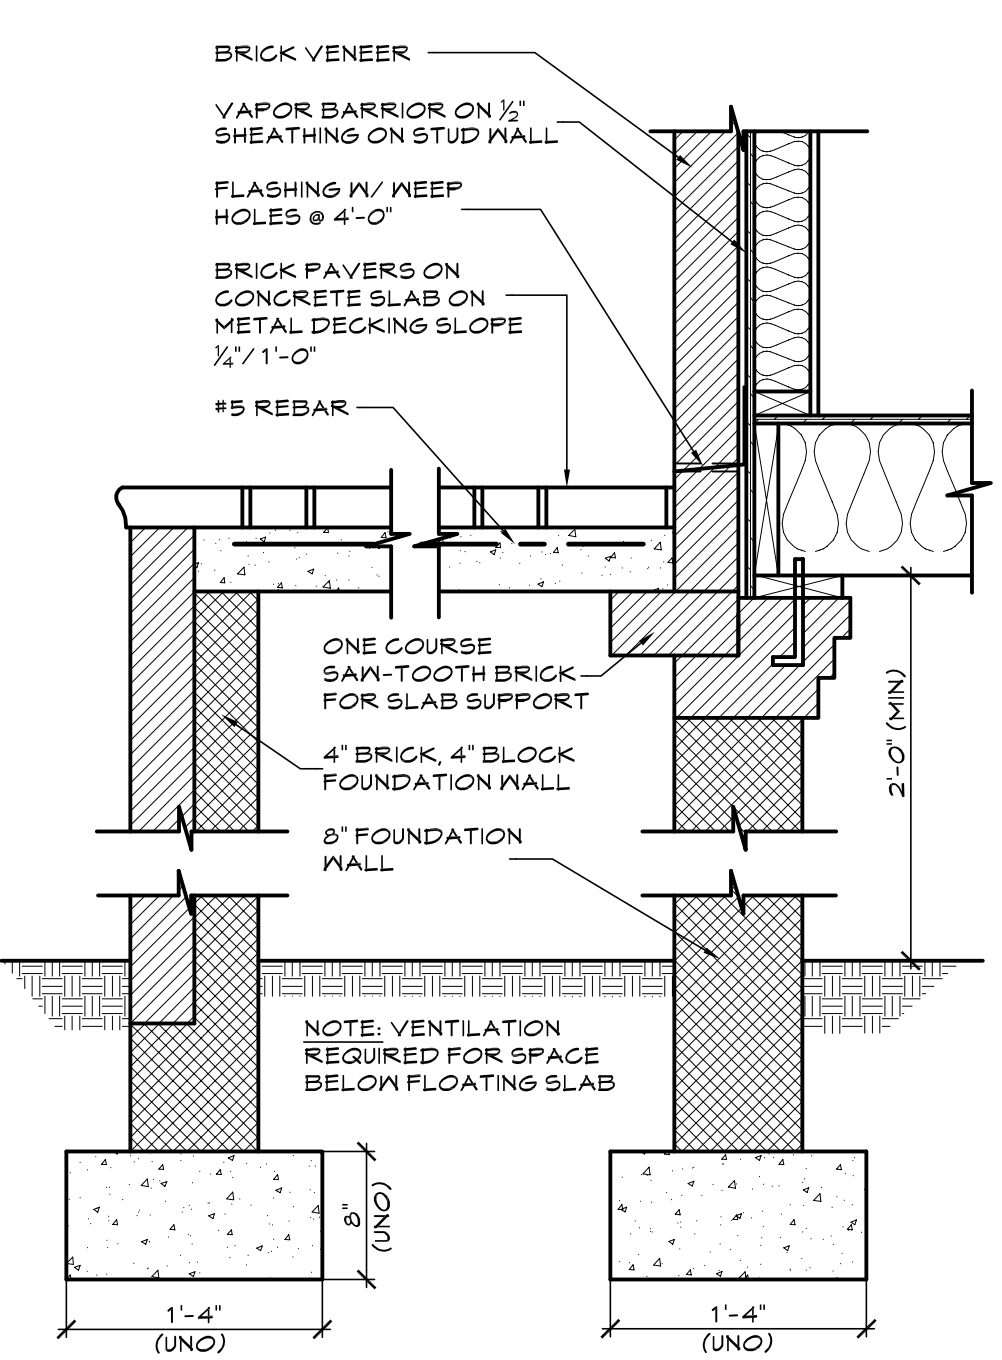 BRICK VENEER
VAPOR BARRIOR ON ½"
SHEATHING ON STUD WALL
FLASHING W/ WEEP
HOLES @ 4'-0"
BRICK PAVERS ON
CONCRETE SLAB ON
METAL DECKING SLOPE
¼"/ 1'-0"
#5 REBAR
ONE COURSE
SAW-TOOTH BRICK
FOR SLAB SUPPORT
4" BRICK, 4" BLOCK
FOUNDATION WALL
8" FOUNDATION
WALL
2'-0" (MIN)
NOTE: VENTILATION
REQUIRED FOR SPACE
BELOW FLOATING SLAB
8"
(UNO)
1'-4"
(UNO)
1'-4"
(UNO)